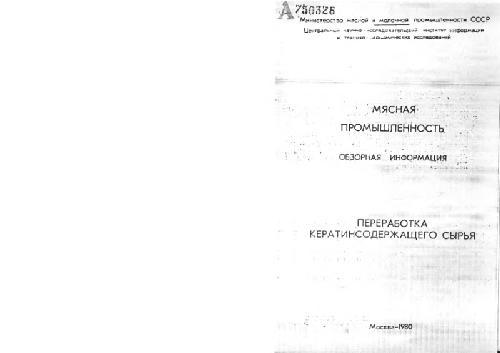 А750326
Министерство мясной и молочной промышленности СССР
Центральный научно-исследовательский институт информации
и технико-экономических исследований
МЯСНАЯ
ПРОМЫШЛЕННОСТЬ
ОБЗОРНАЯ ИНФОРМАЦИЯ
ПЕРЕРАБОТКА
КЕРАТИНСОДЕРЖАЩЕГО СЫРЬЯ
Москва-1980